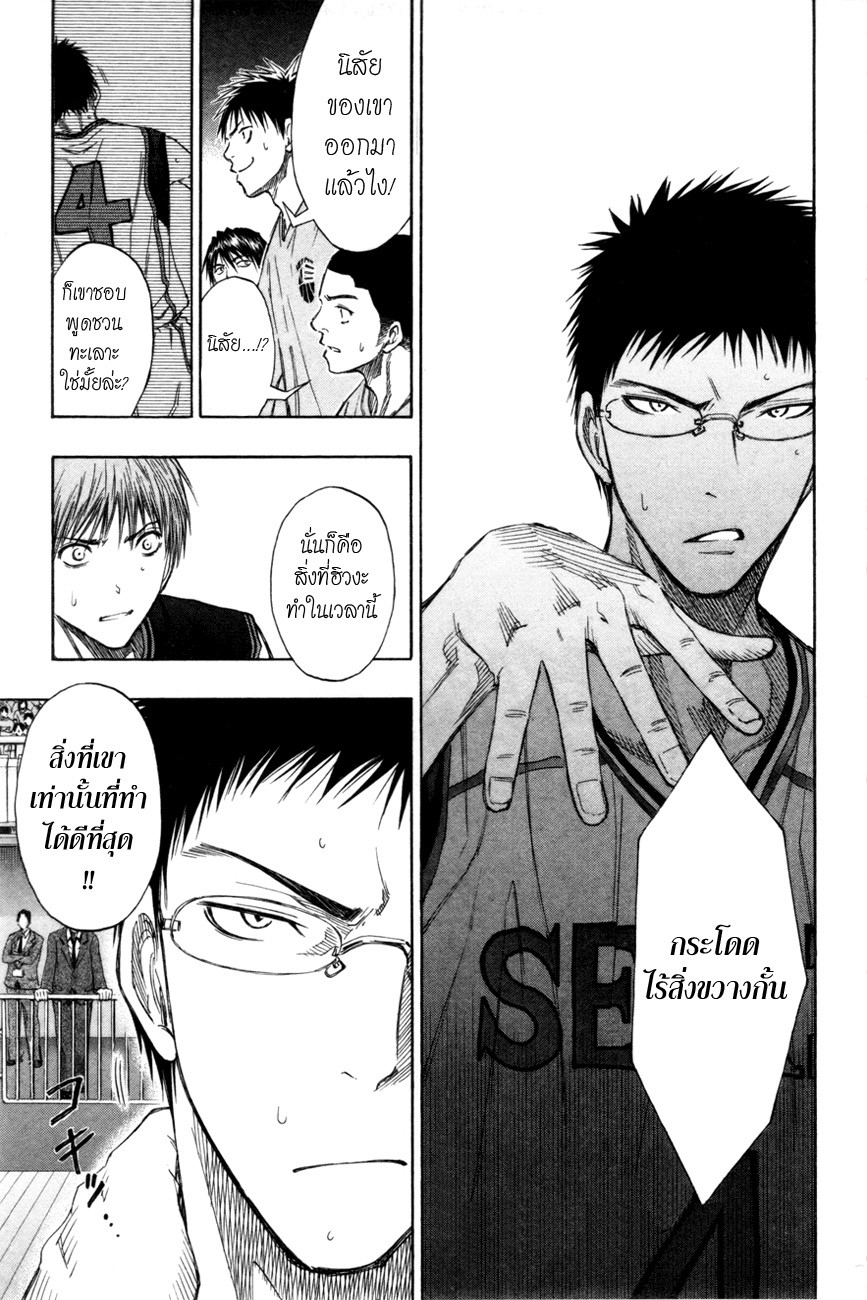 กระโดด
ไร้สิ่งขวางกั้น
SE
นิสัย
ของเขา
ออกมา
แล้วไง!
นิสัย...!?
4
ก็เขาชอบ
พูดชวน
ทะเลาะ
ใช่มั้ยล่ะ?
นั่นก็คือ
สิ่งที่ฮิวงะ
ทำในเวลานี้
สิ่งที่เขา
เท่านั้นที่ทำ
ได้ดีที่สุด
!!
コキッ...